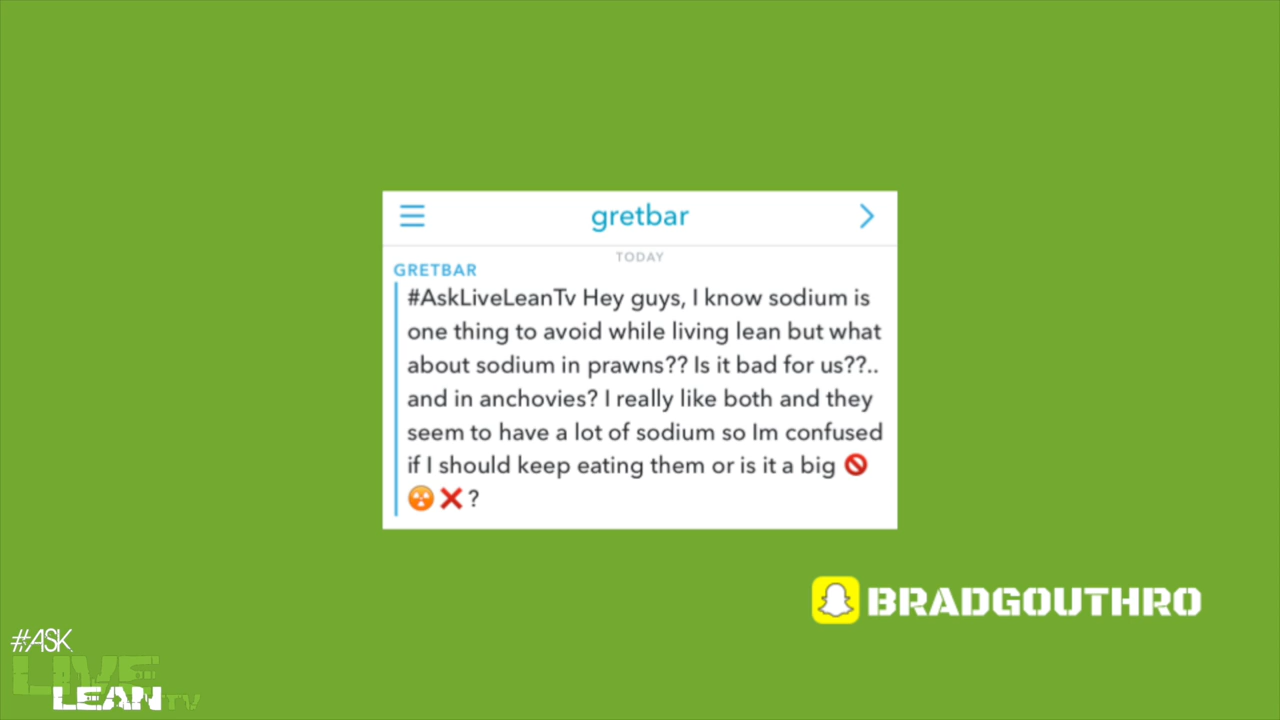 gretbar
TODAY
GRETBAR
#AskLiveLeanTv Hey guys, I know sodium is
one thing to avoid while living lean but what
about sodium in prawns?? Is it bad for us??..
and in anchovies? I really like both and they
seem to have a lot of sodium so Im confused
if I should keep eating them or is it a big 🚫
☢️❌?
BRADGOUTHRO
#ASK
LIVE
LEAN TV